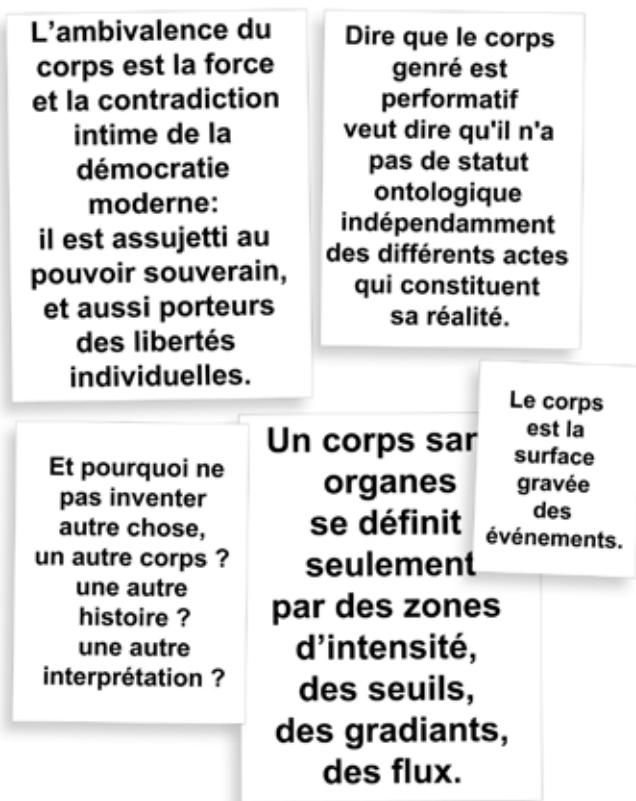 L'ambivalence du
corps est la force
et la contradiction
intime de la
démocratie
moderne:
il est assujetti au
pouvoir souverain,
et aussi porteurs
des libertés
individuelles.
Dire que le corps
genré est
performatif
veut dire qu'il n'a
pas de statut
ontologique
indépendamment
des différents actes
qui constituent
sa réalité.
Et pourquoi ne
pas inventer
autre chose,
un autre corps ?
une autre
histoire ?
une autre
interprétation ?
Un corps
organes
se définit
seulement
par des zones
d'intensité,
des seuils,
des gradiants,
des flux.
Le corps
est la
surface
gravée
des
événements.